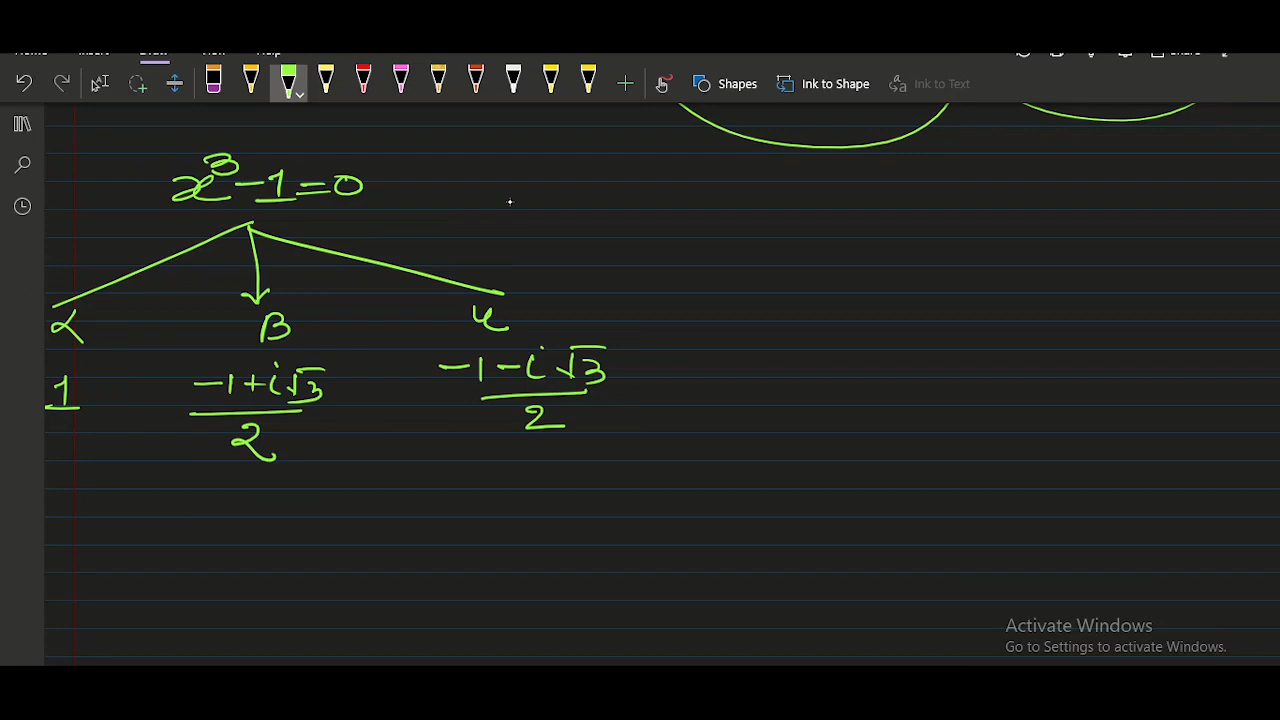 Shapes Ink to Shape Ink to Text
x³ - 1 = 0
α β
1 -1+i√3/2 -1-i√3/2
Activate Windows
Go to Settings to activate Windows.